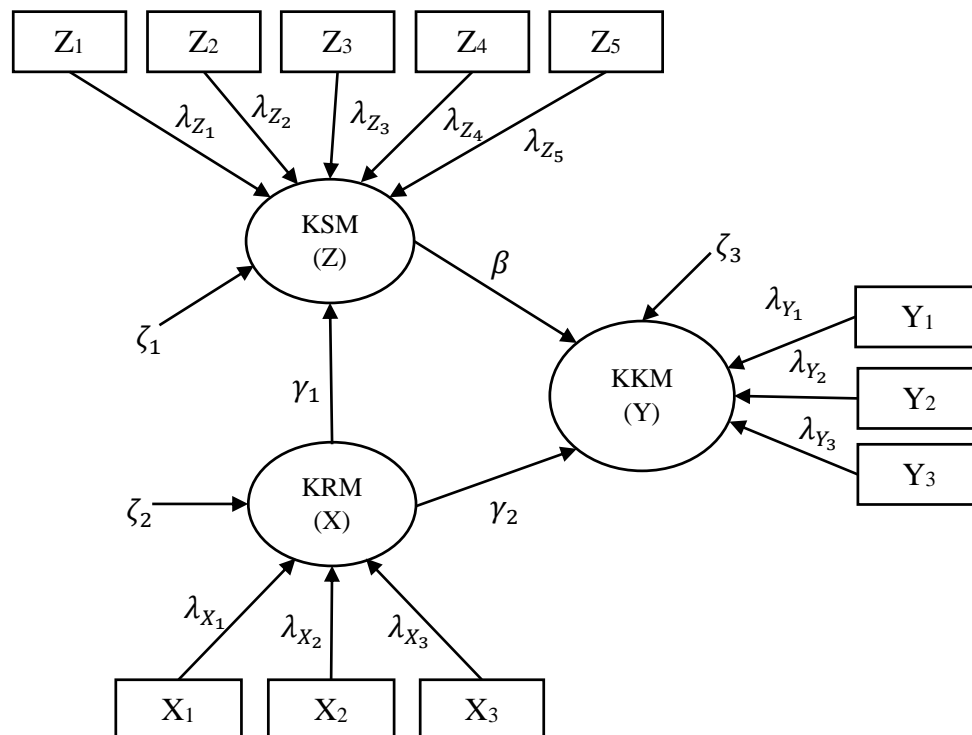 Z1 Z2 Z3 Z4 Z5
λZ1 λZ2 λZ3 λZ4 λZ5
KSM
(Z)
ζ1
β
ζ3
λY1
Y1
λY2
Y2
λY3
Y3
KKM
(Y)
γ1
KRM
(X)
ζ2
γ2
λX1 λX2 λX3
X1 X2 X3